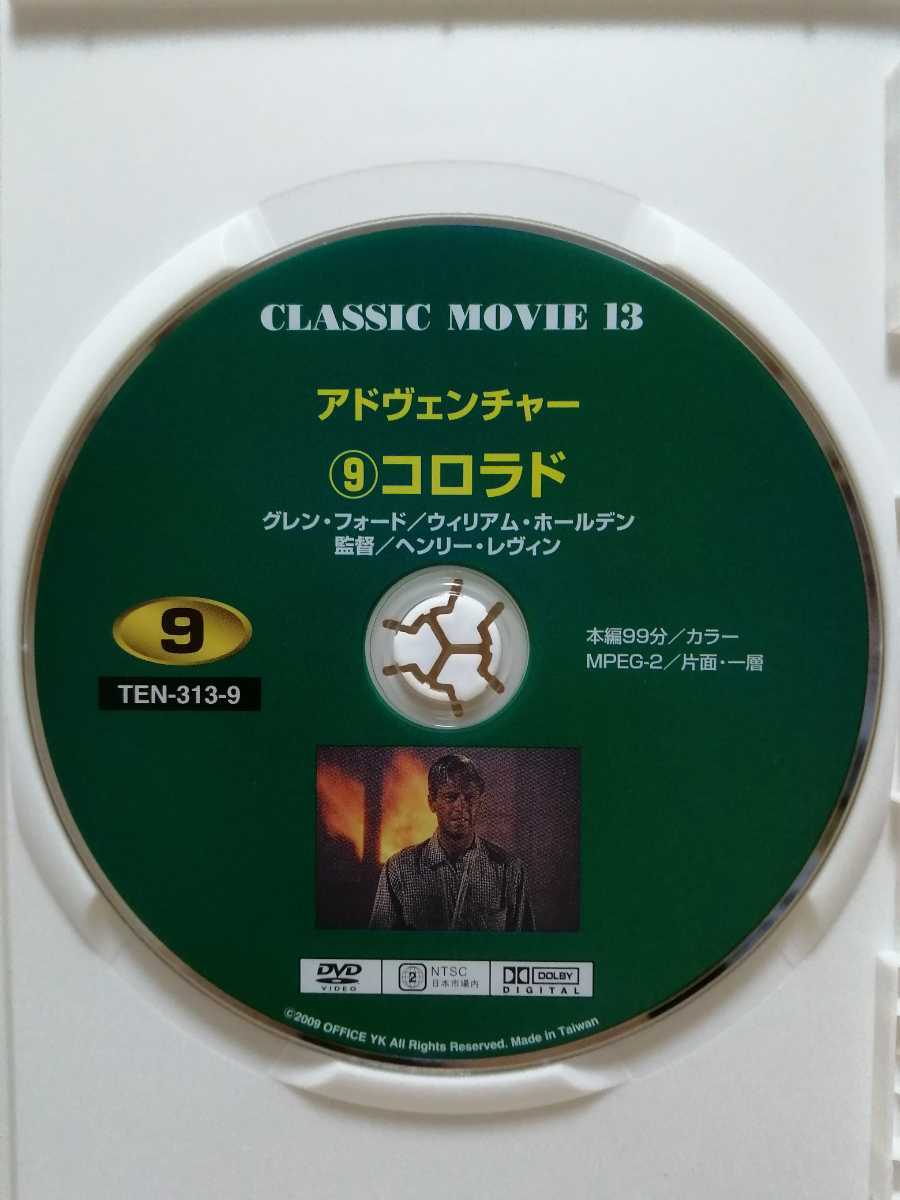 CLASSIC MOVIE 13
アドヴェンチャー
⑨コロラド
グレン・フォード/ウィリアム・ホールデン
監督/ヘンリー・レヴィン
9
TEN-313-9
本編99分/カラー
MPEG-2/片面・一層
DVD
VIDEO
2
NTSC
日本市場内
DOLBY
DIGITAL
©2009 OFFICE YK All Rights Reserved. Made in Taiwan